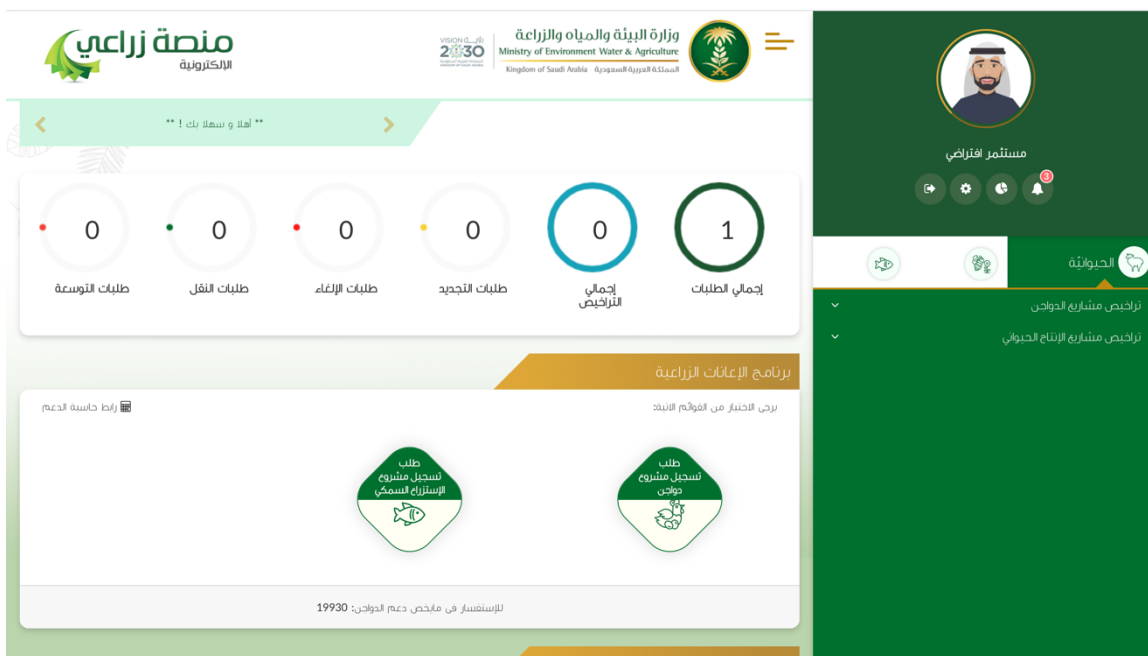 منصة زراعي
الإلكترونية
VISION رؤيــة
2030
وزارة البيئة والمياه والزراعة
Ministry of Environment Water & Agriculture
Kingdom of Saudi Arabia المملكة العربية السعودية
مستثمر افتراضي
3
** أهلا و سهلا بك ! **
الحيوانيّة
تراخيص مشاريع الدواجن
تراخيص مشاريع الإنتاج الحيواني
1
إجمالي الطلبات
0
إجمالي
التراخيص
0
طلبات التجديد
0
طلبات الإلغاء
0
طلبات النقل
0
طلبات التوسعة
برنامج الإعانات الزراعية
يرجى الاختيار من القوائم الاتية:
رابط حاسبة الدعم
طلب
تسجيل مشروع
دواجن
طلب
تسجيل مشروع
الإستزراع السمكي
للإستفسار في مايخص دعم الدواجن: 19930